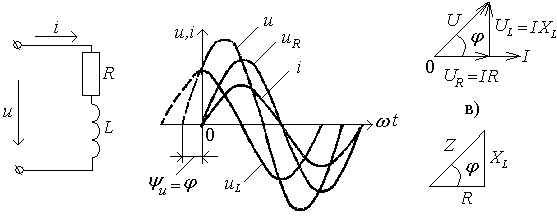 i
R
u
L
u,i
u
u_R
i
ωt
0
ψ_u = φ
u_L
U
U_L = IX_L
φ
0
I
U_R = IR
в)
Z
X_L
φ
R